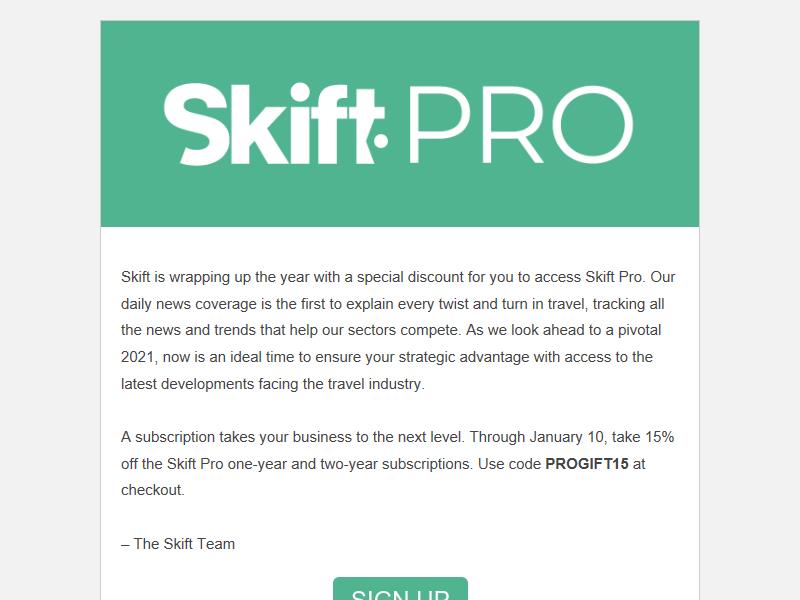 Skift. PRO
Skift is wrapping up the year with a special discount for you to access Skift Pro. Our
daily news coverage is the first to explain every twist and turn in travel, tracking all
the news and trends that help our sectors compete. As we look ahead to a pivotal
2021, now is an ideal time to ensure your strategic advantage with access to the
latest developments facing the travel industry.
A subscription takes your business to the next level. Through January 10, take 15%
off the Skift Pro one-year and two-year subscriptions. Use code PROGIFT15 at
checkout.
– The Skift Team
SIGN UP